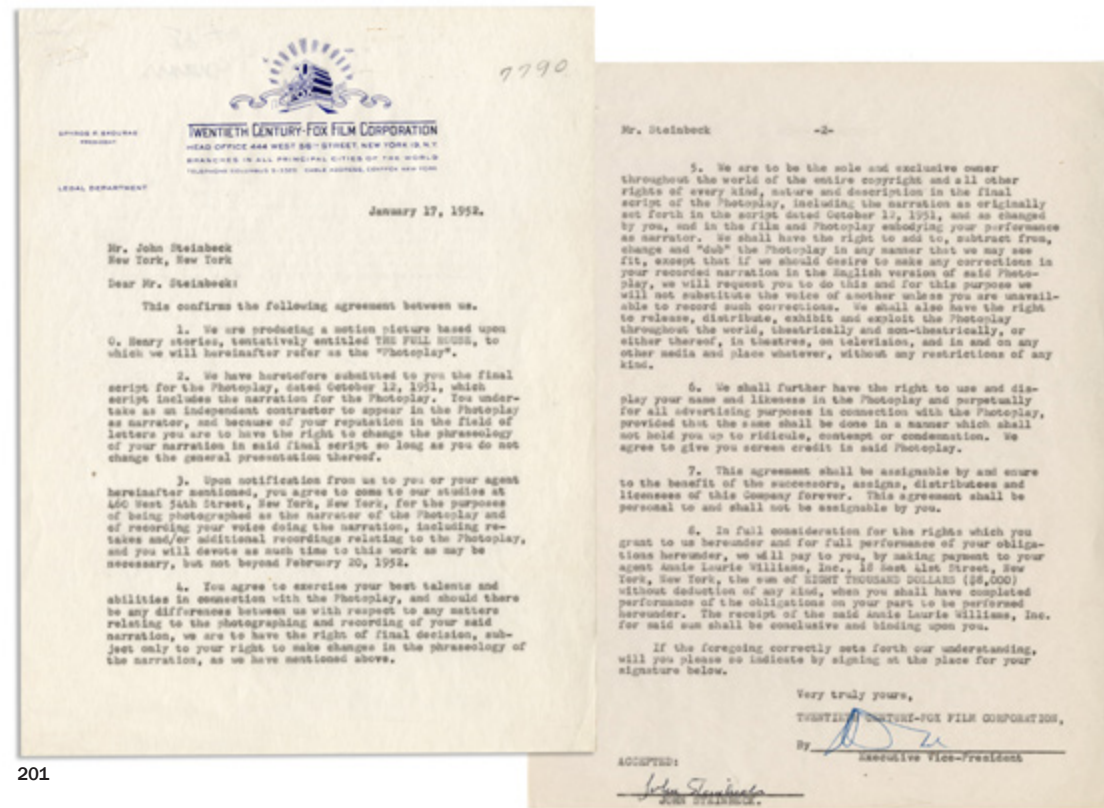 7790
FOX
SPYROS P. SKOURAS
PRESIDENT
TWENTIETH CENTURY-FOX FILM CORPORATION
HEAD OFFICE 444 WEST 56TH STREET, NEW YORK 19, N.Y.
BRANCHES IN ALL PRINCIPAL CITIES OF THE WORLD
TELEPHONE COLUMBUS 5-3320 CABLE ADDRESS, CENTFOX NEW YORK
LEGAL DEPARTMENT
January 17, 1952.
Mr. John Steinbeck
New York, New York
Dear Mr. Steinbeck:
This confirms the following agreement between us.
1. We are producing a motion picture based upon
O. Henry stories, tentatively entitled THE FULL HOUSE, to
which we will hereinafter refer as the "Photoplay".
2. We have heretofore submitted to you the final
script for the Photoplay, dated October 12, 1951, which
script includes the narration for the Photoplay. You under-
take as an independent contractor to appear in the Photoplay
as narrator, and because of your reputation in the field of
letters you are to have the right to change the phraseology
of your narration in said final script so long as you do not
change the general presentation thereof.
3. Upon notification from us to you or your agent
hereinafter mentioned, you agree to come to our studios at
460 West 54th Street, New York, New York, for the purposes
of being photographed as the narrator of the Photoplay and
of recording your voice doing the narration, including re-
takes and/or additional recordings relating to the Photoplay,
and you will devote as much time to this work as may be
necessary, but not beyond February 20, 1952.
4. You agree to exercise your best talents and
abilities in connection with the Photoplay, and should there
be any differences between us with respect to any matters
relating to the photographing and recording of your said
narration, we are to have the right of final decision, sub-
ject only to your right to make changes in the phraseology of
the narration, as we have mentioned above.
201
Mr. Steinbeck -2-
5. We are to be the sole and exclusive owner
throughout the world of the entire copyright and all other
rights of every kind, nature and description in the final
script of the Photoplay, including the narration as originally
set forth in the script dated October 12, 1951, and as changed
by you, and in the film and Photoplay embodying your performance
as narrator. We shall have the right to add to, subtract from,
change and "dub" the Photoplay in any manner that we may see
fit, except that if we should desire to make any corrections in
your recorded narration in the English version of said Photo-
play, we will request you to do this and for this purpose we
will not substitute the voice of another unless you are unavail-
able to record such corrections. We shall also have the right
to release, distribute, exhibit and exploit the Photoplay
throughout the world, theatrically and non-theatrically, or
either thereof, in theatres, on television, and in and on any
other media and place whatever, without any restrictions of any
kind.
6. We shall further have the right to use and dis-
play your name and likeness in the Photoplay and perpetually
for all advertising purposes in connection with the Photoplay,
provided that the same shall be done in a manner which shall
not hold you up to ridicule, contempt or condemnation. We
agree to give you screen credit in said Photoplay.
7. This agreement shall be assignable by and enure
to the benefit of the successors, assigns, distributees and
licensees of this Company forever. This agreement shall be
personal to and shall not be assignable by you.
8. In full consideration for the rights which you
grant to us hereunder and for full performance of your obliga-
tions hereunder, we will pay to you, by making payment to your
agent Annie Laurie Williams, Inc., 18 East 41st Street, New
York, New York, the sum of EIGHT THOUSAND DOLLARS ($8,000)
without deduction of any kind, when you shall have completed
performance of the obligations on your part to be performed
hereunder. The receipt of the said Annie Laurie Williams, Inc.
for said sum shall be conclusive and binding upon you.
If the foregoing correctly sets forth our understanding,
will you please so indicate by signing at the place for your
signature below.
Very truly yours,
TWENTIETH CENTURY-FOX FILM CORPORATION,
By
Executive Vice-President
ACCEPTED:
John Steinbeck
JOHN STEINBECK.